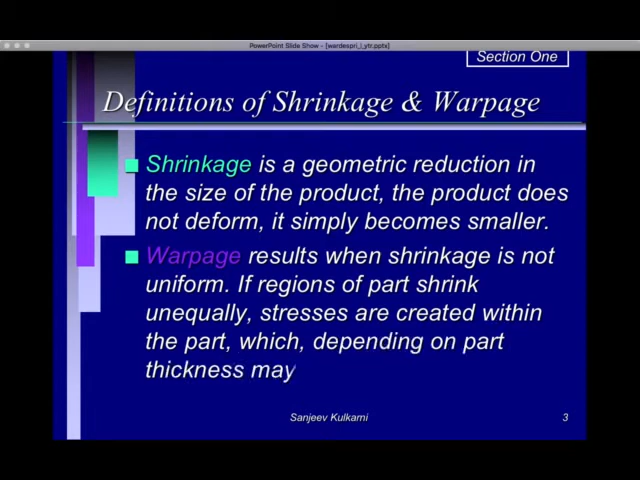 PowerPoint Slide Show - [wardespri_i_ytr.pptx]
Section One
Definitions of Shrinkage & Warpage
Shrinkage is a geometric reduction in
the size of the product, the product does
not deform, it simply becomes smaller.
Warpage results when shrinkage is not
uniform. If regions of part shrink
unequally, stresses are created within
the part, which, depending on part
thickness may
Sanjeev Kulkarni
3